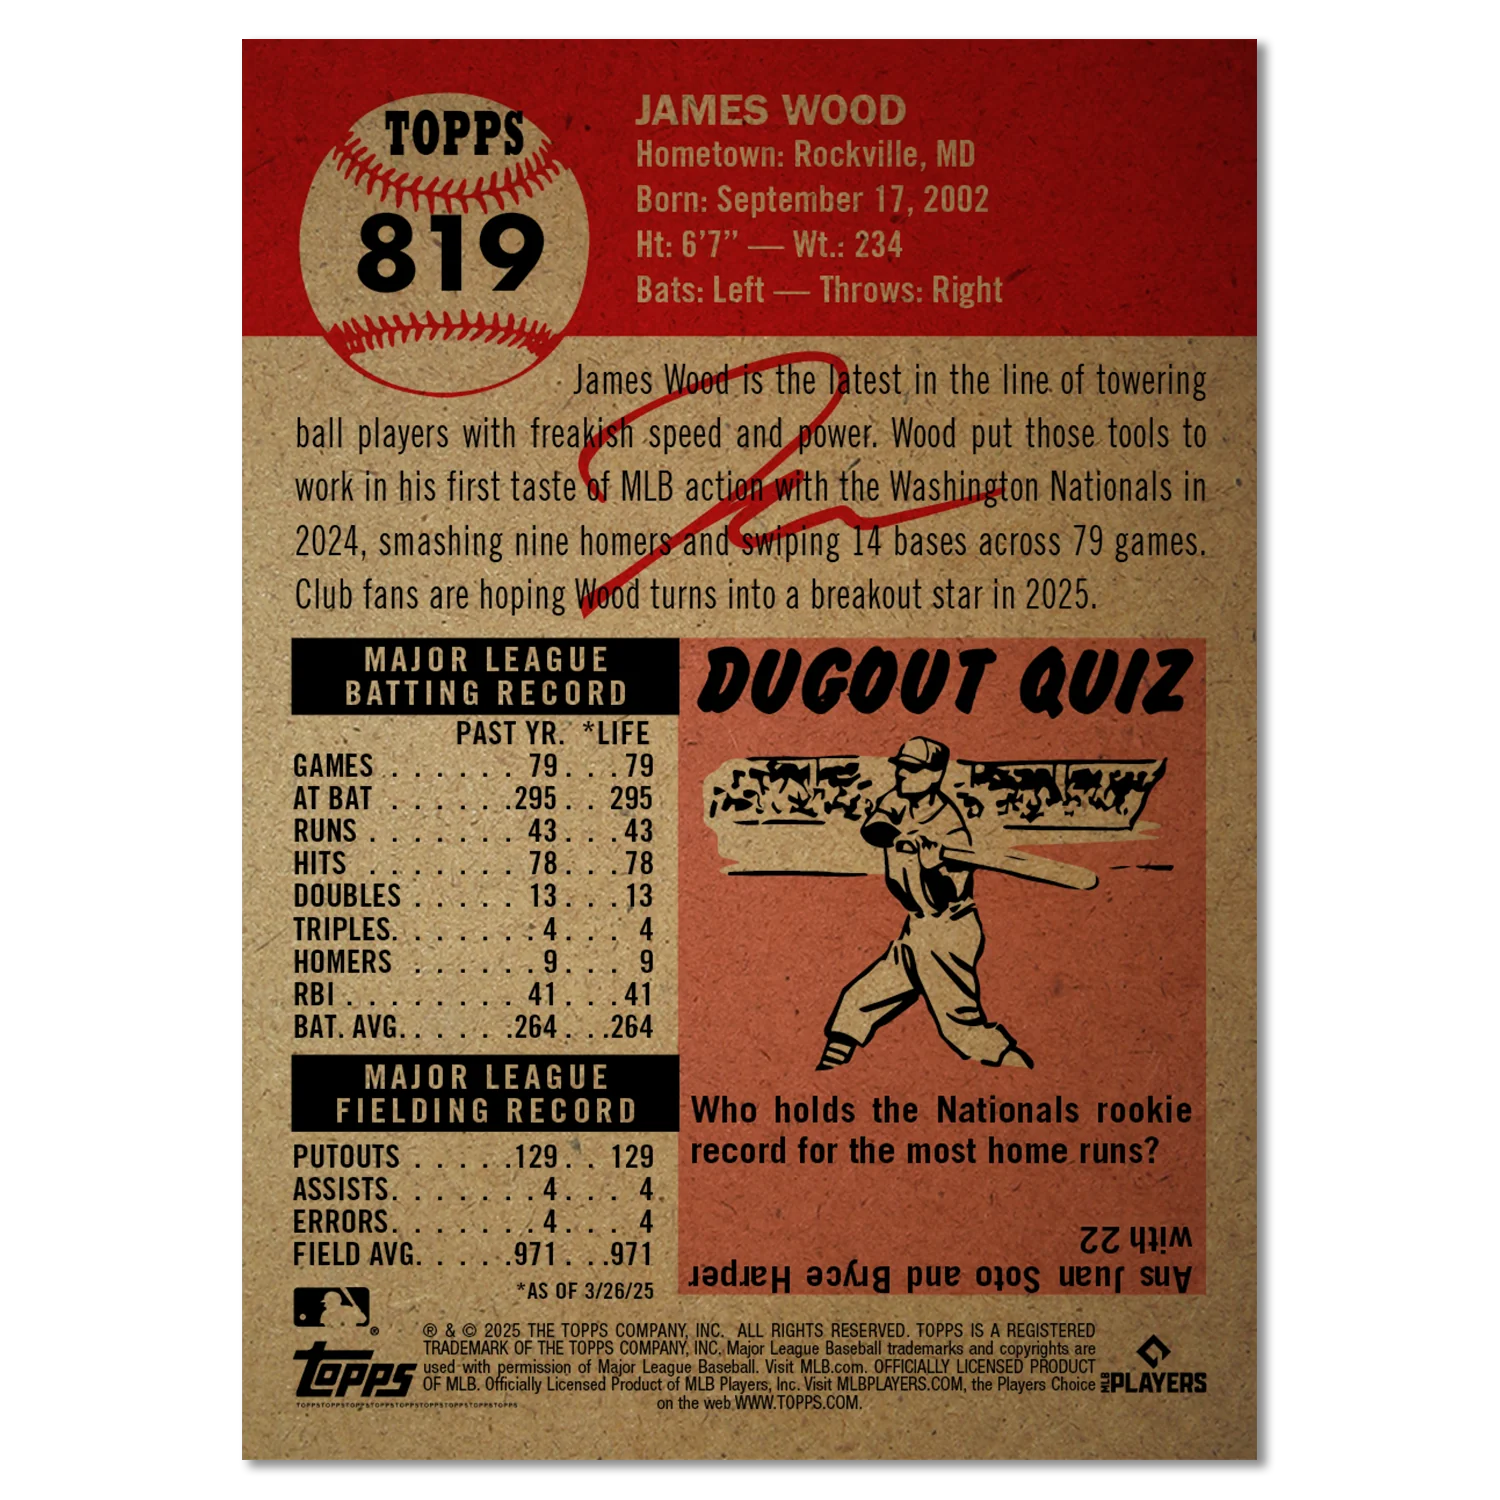 TOPPS
819
JAMES WOOD
Hometown: Rockville, MD
Born: September 17, 2002
Ht: 6’7” — Wt.: 234
Bats: Left — Throws: Right
James Wood is the latest in the line of towering
ball players with freakish speed and power. Wood put those tools to
work in his first taste of MLB action with the Washington Nationals in
2024, smashing nine homers and swiping 14 bases across 79 games.
Club fans are hoping Wood turns into a breakout star in 2025.
MAJOR LEAGUE
BATTING RECORD
PAST YR. *LIFE
GAMES . . . . . . 79 . . . 79
AT BAT . . . . . .295 . . 295
RUNS . . . . . . . 43 . . . 43
HITS . . . . . . . 78 . . . 78
DOUBLES . . . . . 13 . . . 13
TRIPLES. . . . . . . 4 . . . 4
HOMERS . . . . . . 9 . . . 9
RBI . . . . . . . . 41 . . . 41
BAT. AVG. . . . . .264 . . .264
MAJOR LEAGUE
FIELDING RECORD
PUTOUTS . . . . .129 . . 129
ASSISTS. . . . . . . 4 . . . 4
ERRORS. . . . . . . 4 . . . 4
FIELD AVG. . . . .971 . . .971
*AS OF 3/26/25
DUGOUT QUIZ
Who holds the Nationals rookie
record for the most home runs?
Ans Juan Soto and Bryce Harper
with 22
® & © 2025 THE TOPPS COMPANY, INC. ALL RIGHTS RESERVED. TOPPS IS A REGISTERED
TRADEMARK OF THE TOPPS COMPANY, INC. Major League Baseball trademarks and copyrights are
used with permission of Major League Baseball. Visit MLB.com. OFFICIALLY LICENSED PRODUCT
OF MLB. Officially Licensed Product of MLB Players, Inc. Visit MLBPLAYERS.COM, the Players Choice
on the web WWW.TOPPS.COM.
®
topps
TOPPSTOPPSTOPPSTOPPSTOPPSTOPPSTOPPSTOPPSTOPPS
MLB PLAYERS